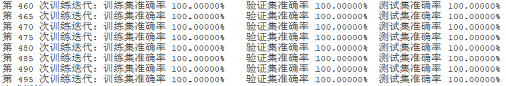 第 460 次训练迭代: 训练集准确率 100.00000% 验证集准确率 100.00000% 测试集准确率 100.00000%
第 465 次训练迭代: 训练集准确率 100.00000% 验证集准确率 100.00000% 测试集准确率 100.00000%
第 470 次训练迭代: 训练集准确率 100.00000% 验证集准确率 100.00000% 测试集准确率 100.00000%
第 475 次训练迭代: 训练集准确率 100.00000% 验证集准确率 100.00000% 测试集准确率 100.00000%
第 480 次训练迭代: 训练集准确率 100.00000% 验证集准确率 100.00000% 测试集准确率 100.00000%
第 485 次训练迭代: 训练集准确率 100.00000% 验证集准确率 100.00000% 测试集准确率 100.00000%
第 490 次训练迭代: 训练集准确率 100.00000% 验证集准确率 100.00000% 测试集准确率 100.00000%
第 495 次训练迭代: 训练集准确率 100.00000% 验证集准确率 100.00000% 测试集准确率 100.00000%